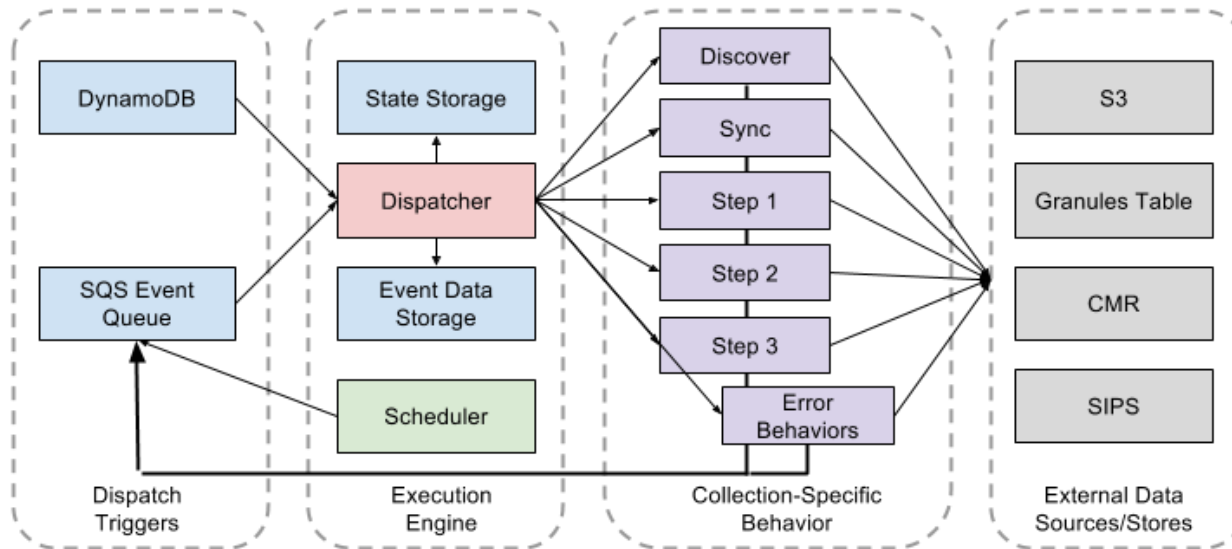 DynamoDB
SQS Event
Queue
Dispatch
Triggers
State Storage
Dispatcher
Event Data
Storage
Scheduler
Execution
Engine
Discover
Sync
Step 1
Step 2
Step 3
Error
Behaviors
Collection-Specific
Behavior
S3
Granules Table
CMR
SIPS
External Data
Sources/Stores